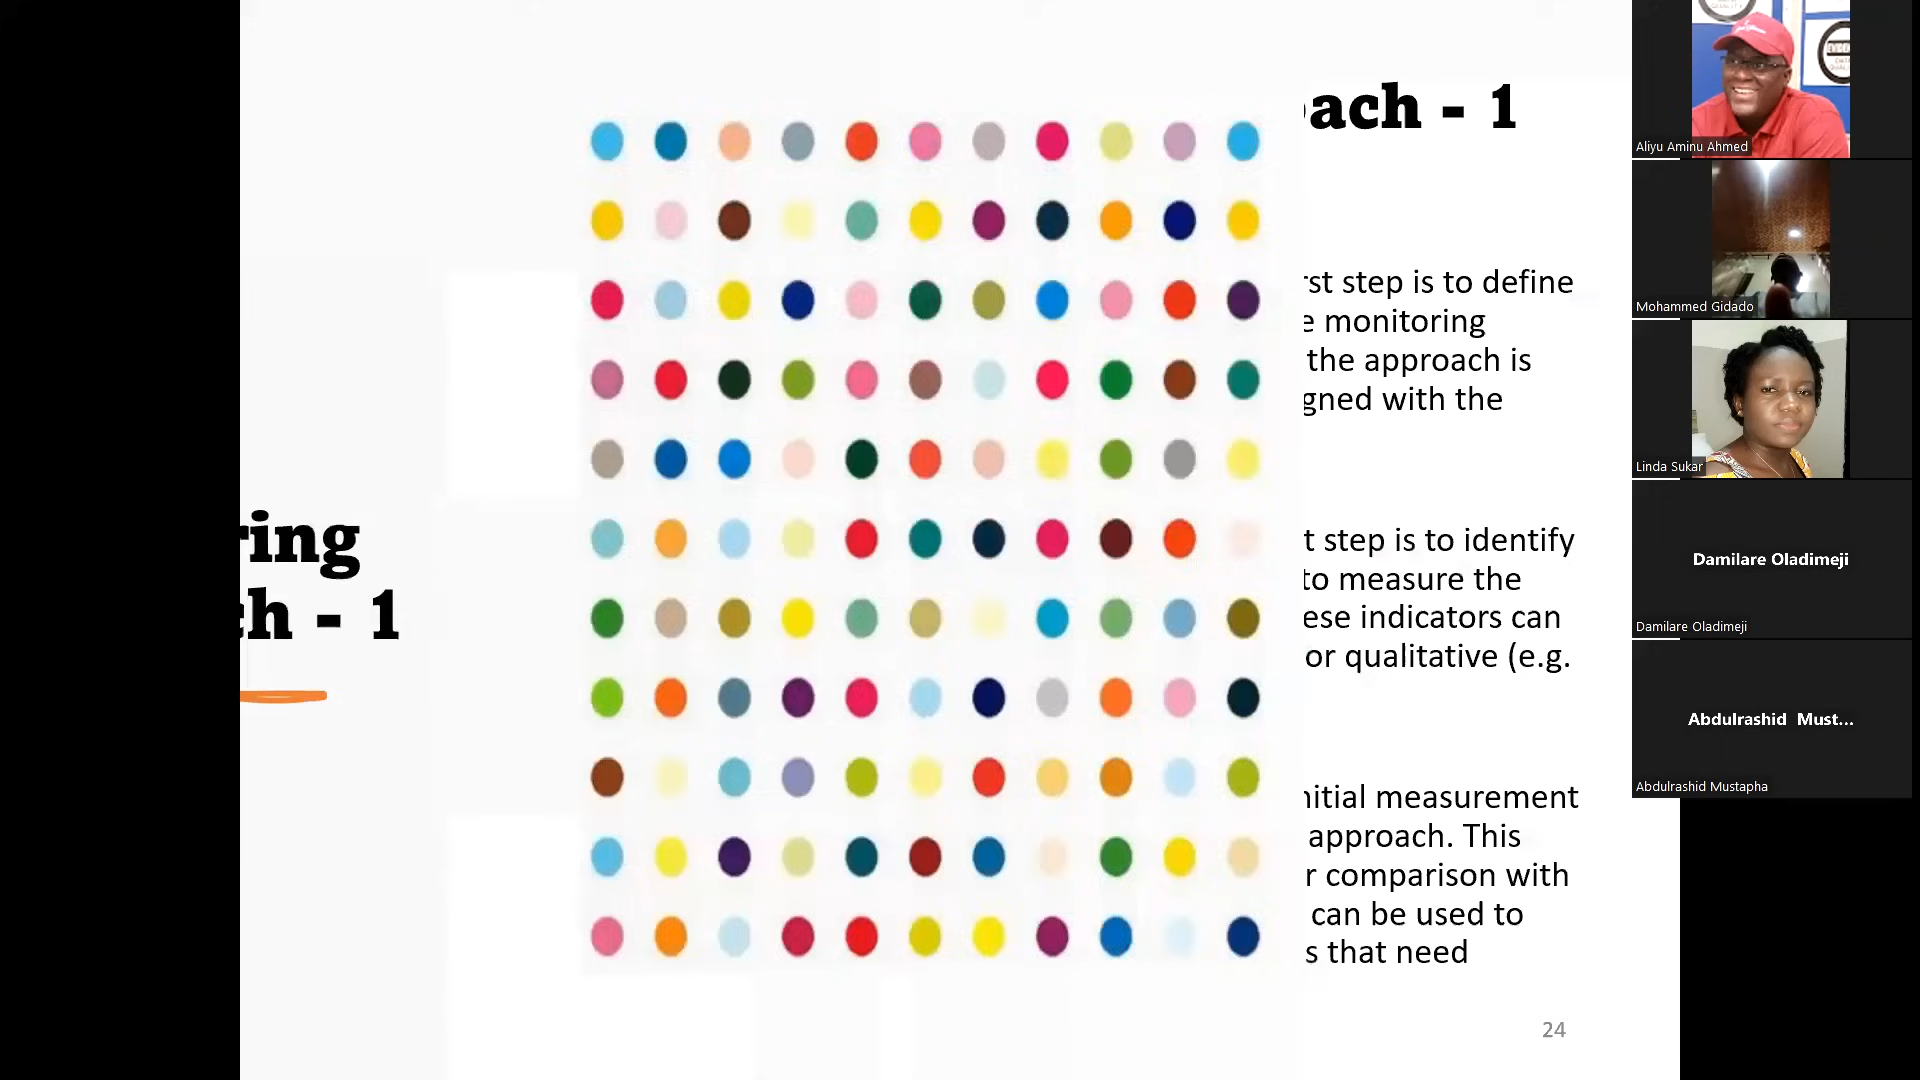 ring
ch - 1
ach - 1
rst step is to define
e monitoring
the approach is
gned with the
t step is to identify
to measure the
ese indicators can
or qualitative (e.g.
nitial measurement
approach. This
r comparison with
can be used to
s that need
24
Aliyu Aminu Ahmed
Mohammed Gidado
Linda Sukar
Damilare Oladimeji
Damilare Oladimeji
Abdulrashid Must...
Abdulrashid Mustapha